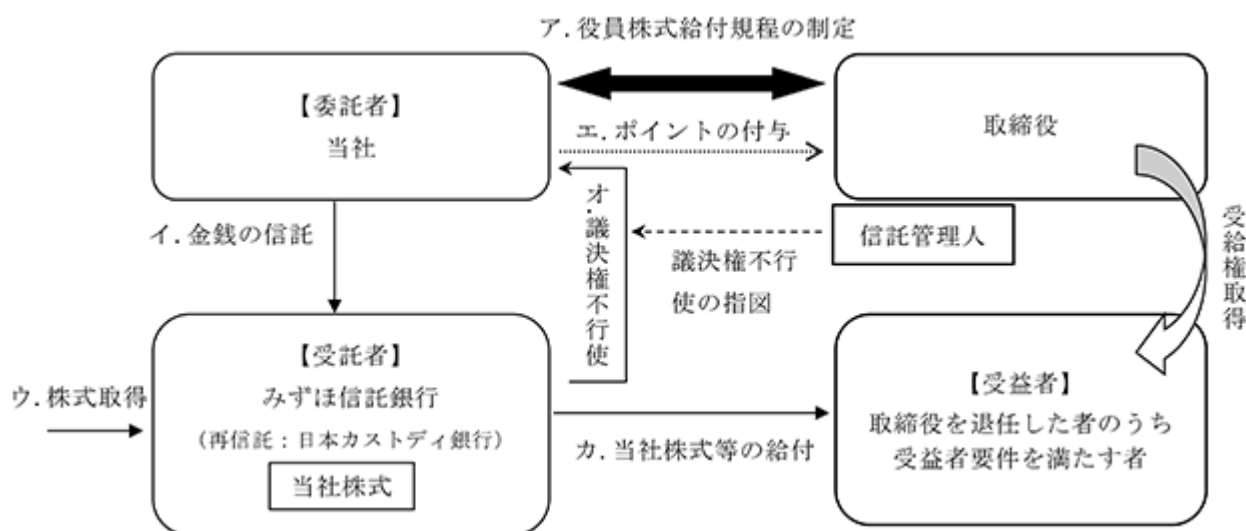 ア.役員株式給付規程の制定
【委託者】
当社
取締役
エ.ポイントの付与
イ.金銭の信託
オ.議決権不行使
議決権不行
使の指図
信託管理人
受給権取得
【受託者】
みずほ信託銀行
(再信託:日本カストディ銀行)
当社株式
ウ.株式取得
カ.当社株式等の給付
【受益者】
取締役を退任した者のうち
受益者要件を満たす者